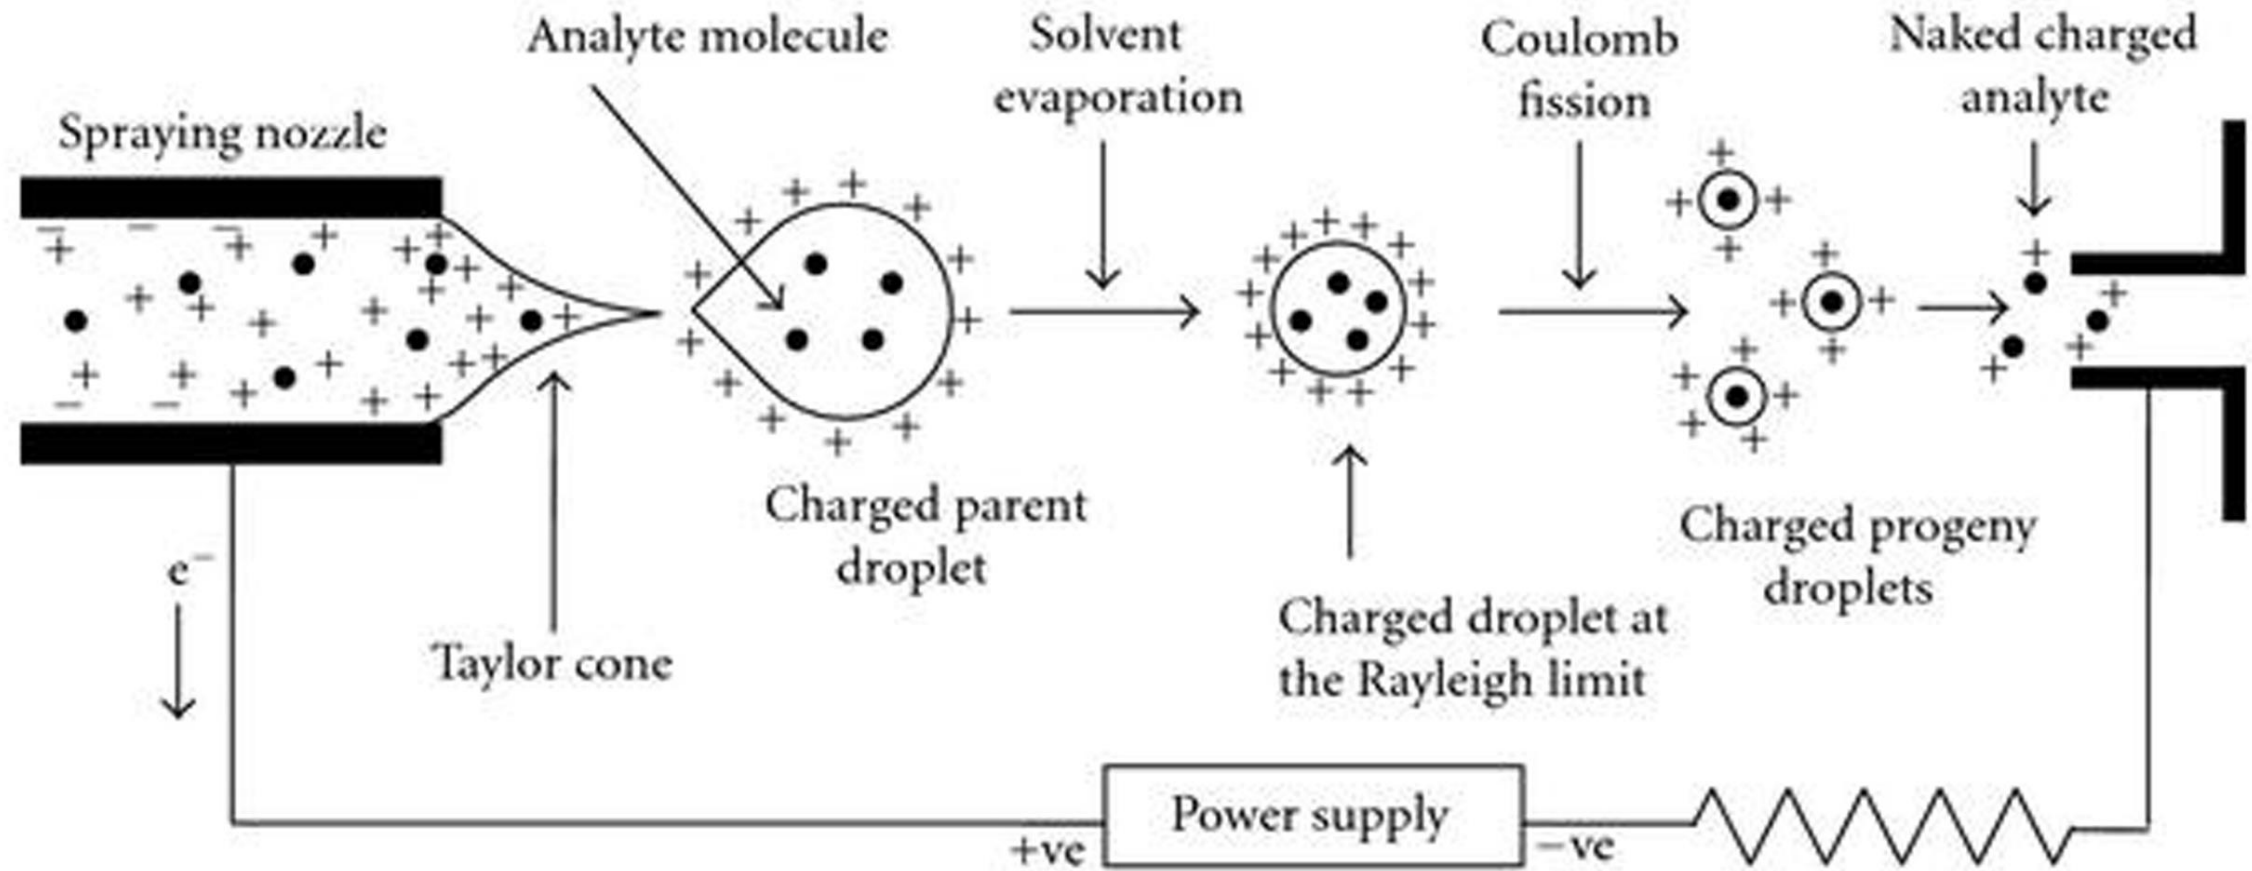 Analyte molecule
Solvent
evaporation
Coulomb
fission
Naked charged
analyte
Spraying nozzle
Charged parent
droplet
Charged progeny
droplets
e−
Taylor cone
Charged droplet at
the Rayleigh limit
Power supply
+ve
−ve